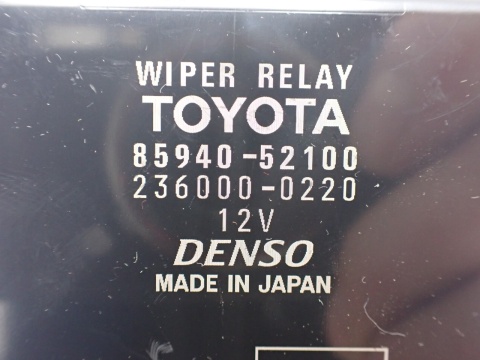 WIPER RELAY
TOYOTA
85940-52100
236000-0220
12V
DENSO
MADE IN JAPAN